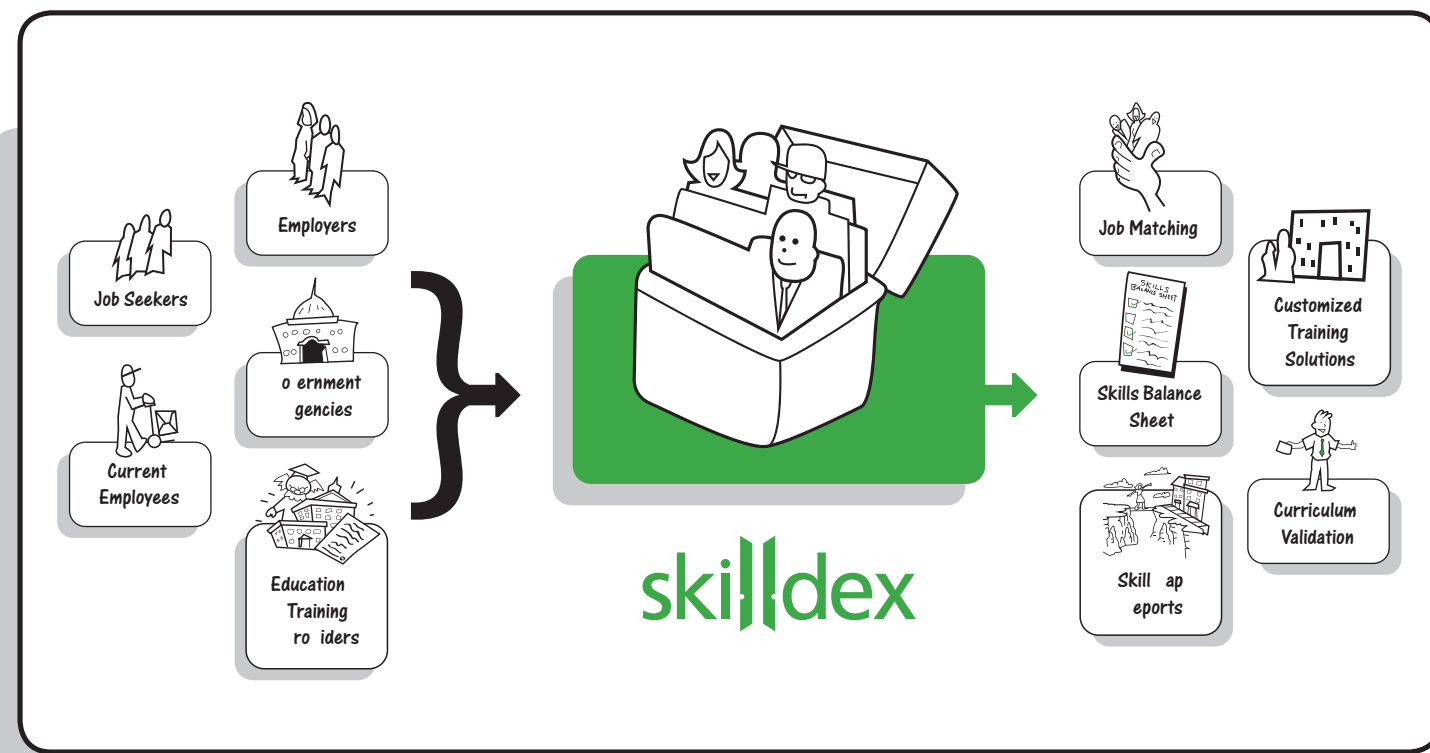 Employers
Job Seekers
o ernment
gencies
Current
Employees
Education
Training
ro iders
skilldex
Job Matching
SKILLS
BALANCE SHEET
Skills Balance
Sheet
Customized
Training
Solutions
Curriculum
Validation
Skill ap
eports